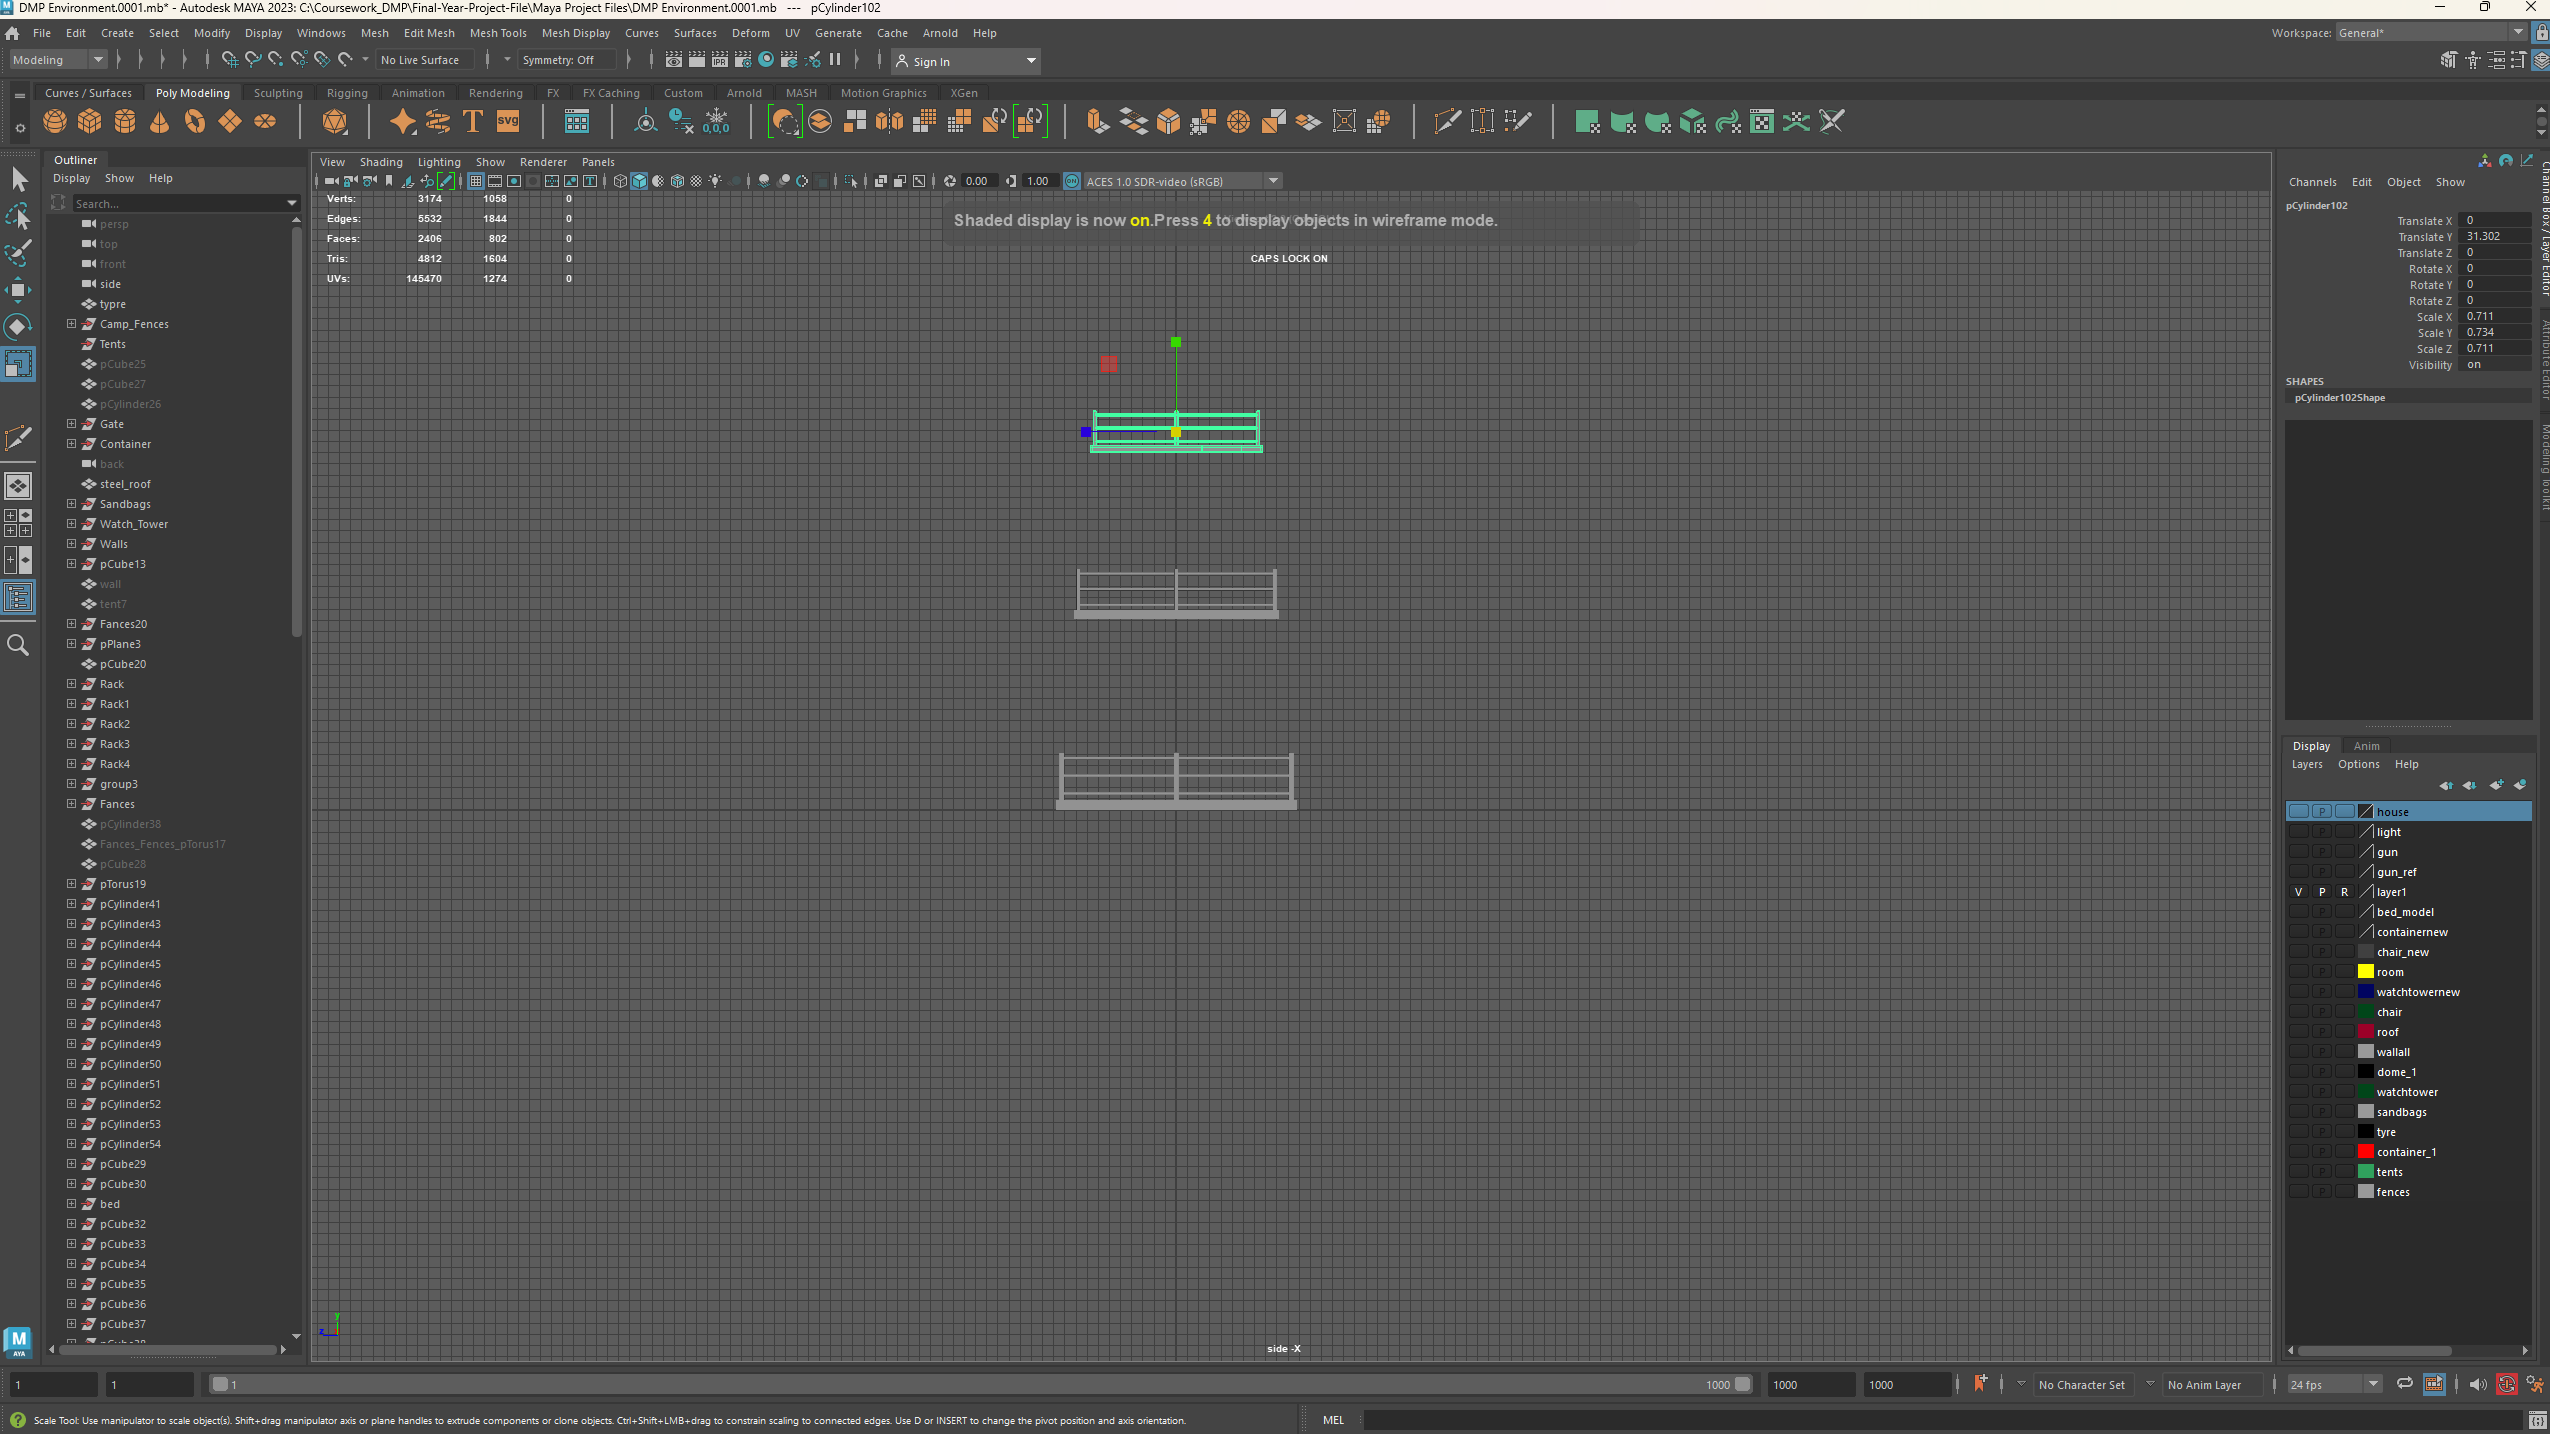 DMP Environment.0001.mb* - Autodesk MAYA 2023: C:\Coursework_DMP\Final-Year-Project-File\Maya Project Files\DMP Environment.0001.mb --- pCylinder102
File Edit Create Select Modify Display Windows Mesh Edit Mesh Mesh Tools Mesh Display Curves Surfaces Deform UV Generate Cache Arnold Help
Workspace: General*
Modeling No Live Surface Symmetry: Off IPR Sign In
Curves / Surfaces Poly Modeling Sculpting Rigging Animation Rendering FX FX Caching Custom Arnold MASH Motion Graphics XGen
T svg 0,0,0
Outliner
Display Show Help
Search...
persp
top
front
side
typre
Camp_Fences
Tents
pCube25
pCube27
pCylinder26
Gate
Container
back
steel_roof
Sandbags
Watch_Tower
Walls
pCube13
wall
tent7
Fances20
pPlane3
pCube20
Rack
Rack1
Rack2
Rack3
Rack4
group3
Fances
pCylinder38
Fances_Fences_pTorus17
pCube28
pTorus19
pCylinder41
pCylinder43
pCylinder44
pCylinder45
pCylinder46
pCylinder47
pCylinder48
pCylinder49
pCylinder50
pCylinder51
pCylinder52
pCylinder53
pCylinder54
pCube29
pCube30
bed
pCube32
pCube33
pCube34
pCube35
pCube36
pCube37
View Shading Lighting Show Renderer Panels
0.00 1.00 ON ACES 1.0 SDR-video (sRGB)
Verts: 3174 1058 0
Edges: 5532 1844 0
Faces: 2406 802 0
Tris: 4812 1604 0
UVs: 145470 1274 0
Shaded display is now on.Press 4 to display objects in wireframe mode.
CAPS LOCK ON
y
z
side -X
Channels Edit Object Show
pCylinder102
Translate X 0
Translate Y 31.302
Translate Z 0
Rotate X 0
Rotate Y 0
Rotate Z 0
Scale X 0.711
Scale Y 0.734
Scale Z 0.711
Visibility on
SHAPES
pCylinder102Shape
Channel Box / Layer Editor
Attribute Editor
Modeling Toolkit
Display Anim
Layers Options Help
P house
P light
P gun
P gun_ref
V P R layer1
P bed_model
P containernew
P chair_new
P room
P watchtowernew
P chair
P roof
P wallall
P dome_1
P watchtower
P sandbags
P tyre
P container_1
P tents
P fences
M
AYA
1 1 1 1000 1000 1000 No Character Set No Anim Layer 24 fps
Scale Tool: Use manipulator to scale object(s). Shift+drag manipulator axis or plane handles to extrude components or clone objects. Ctrl+Shift+LMB+drag to constrain scaling to connected edges. Use D or INSERT to change the pivot position and axis orientation.
MEL